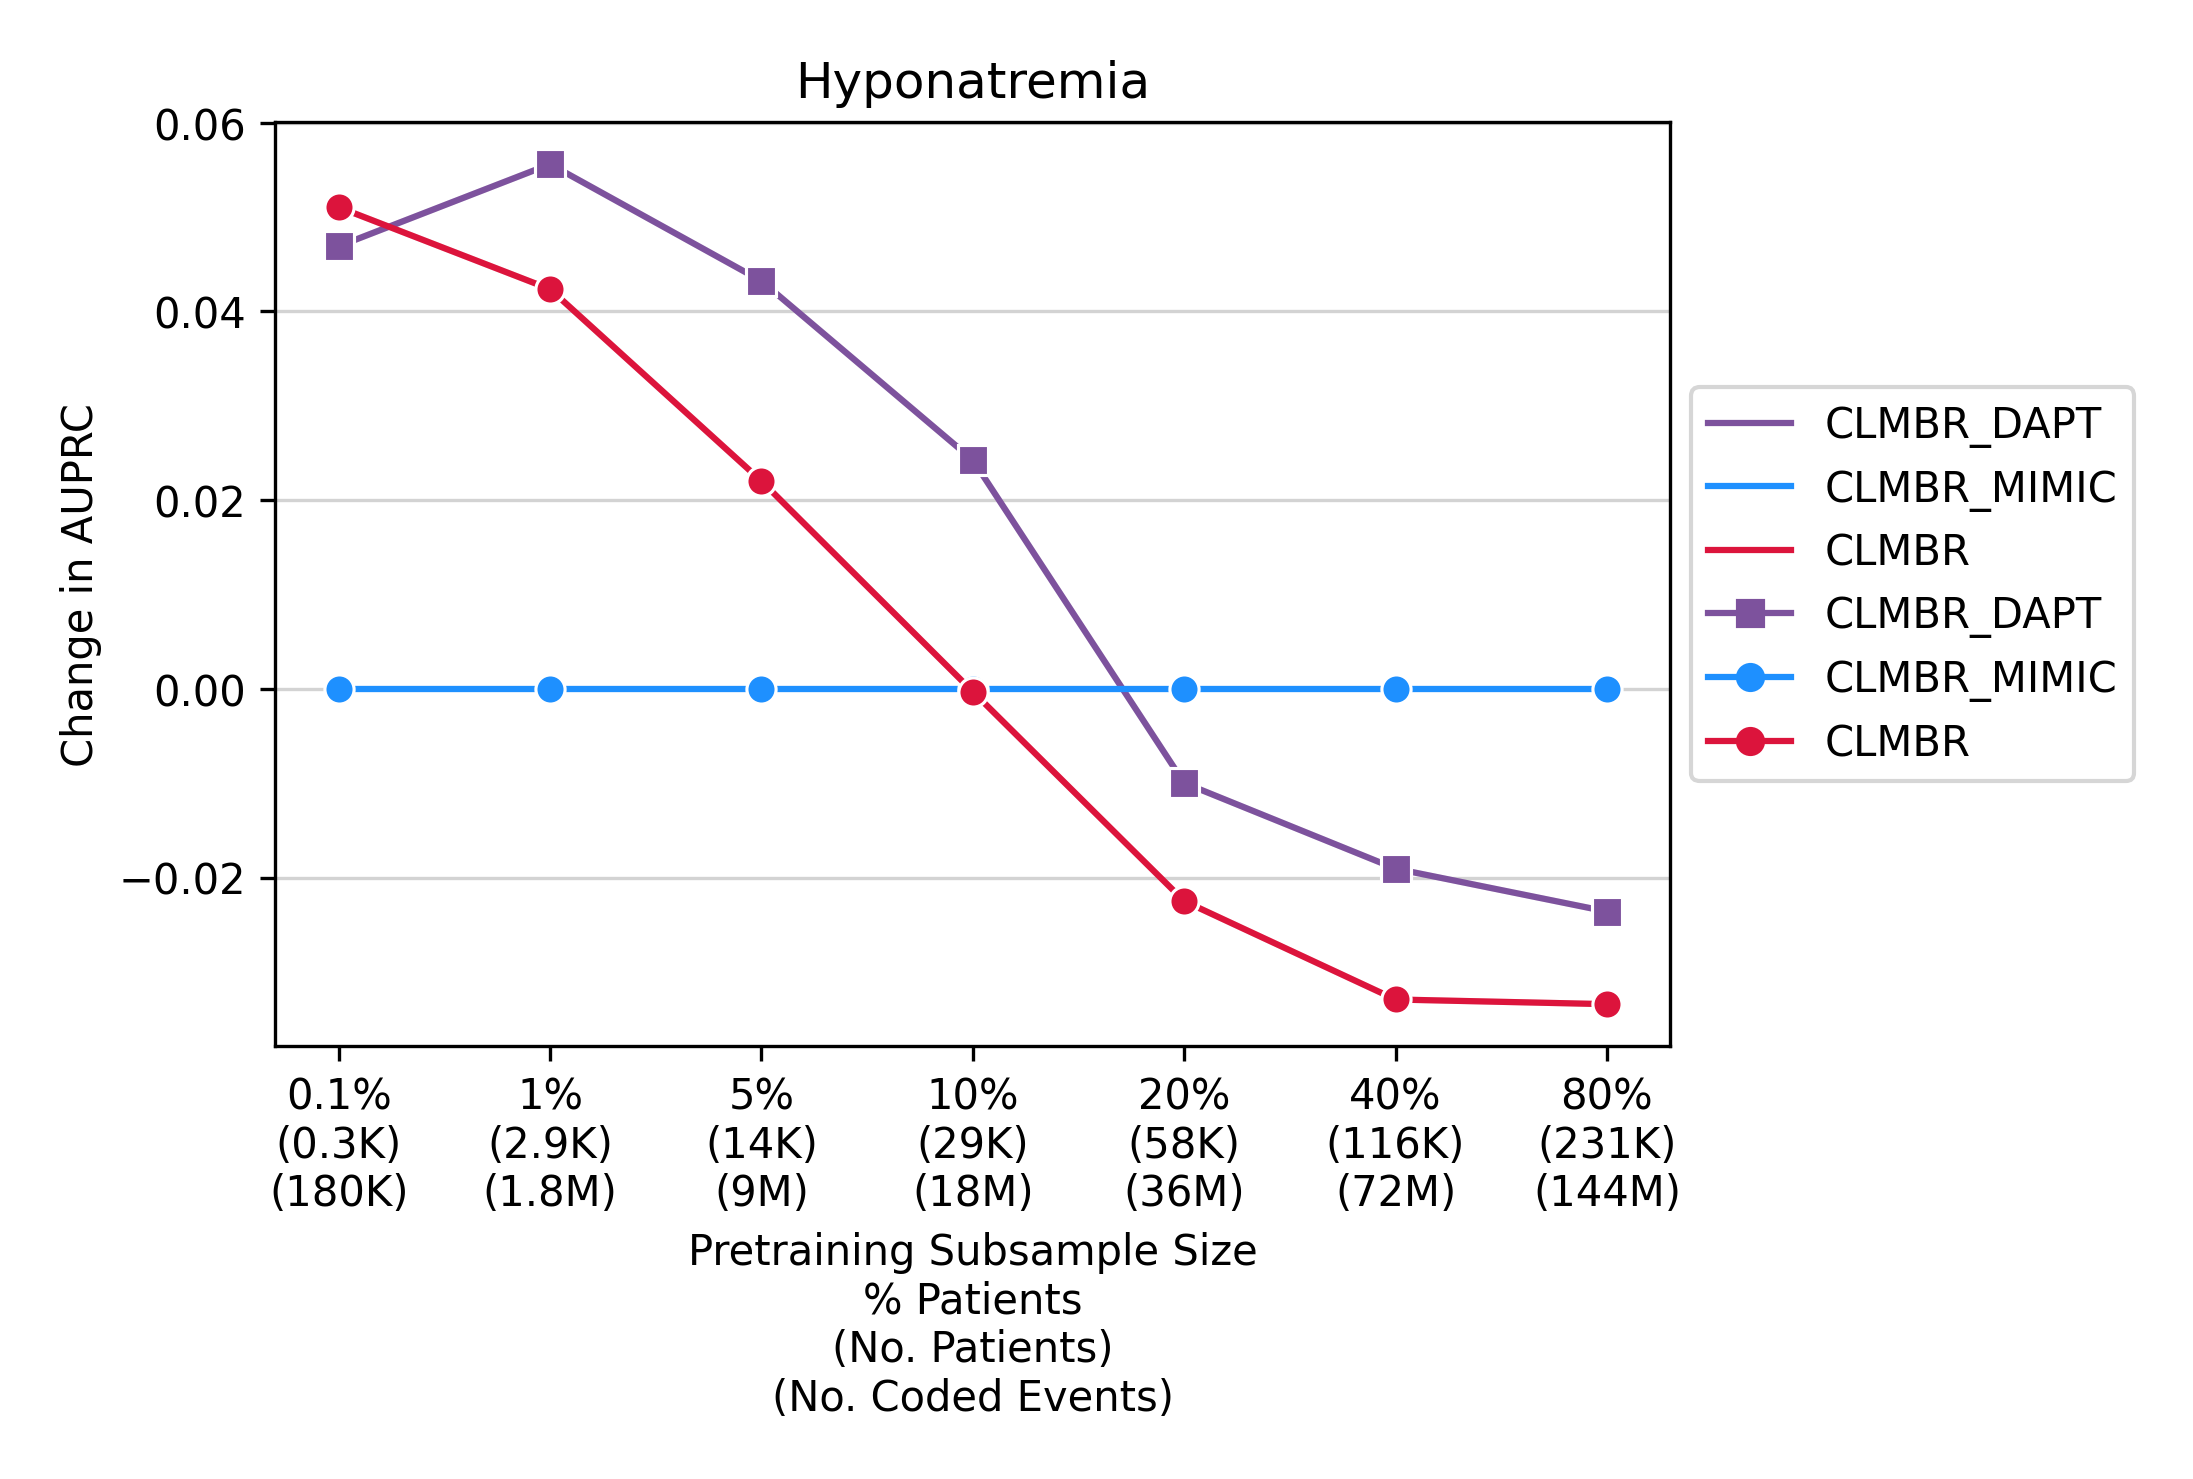 Hyponatremia
0.06
0.04
0.02
0.00
−0.02
Change in AUPRC
0.1% 1% 5% 10% 20% 40% 80%
(0.3K) (2.9K) (14K) (29K) (58K) (116K) (231K)
(180K) (1.8M) (9M) (18M) (36M) (72M) (144M)
Pretraining Subsample Size
% Patients
(No. Patients)
(No. Coded Events)
CLMBR_DAPT
CLMBR_MIMIC
CLMBR
CLMBR_DAPT
CLMBR_MIMIC
CLMBR